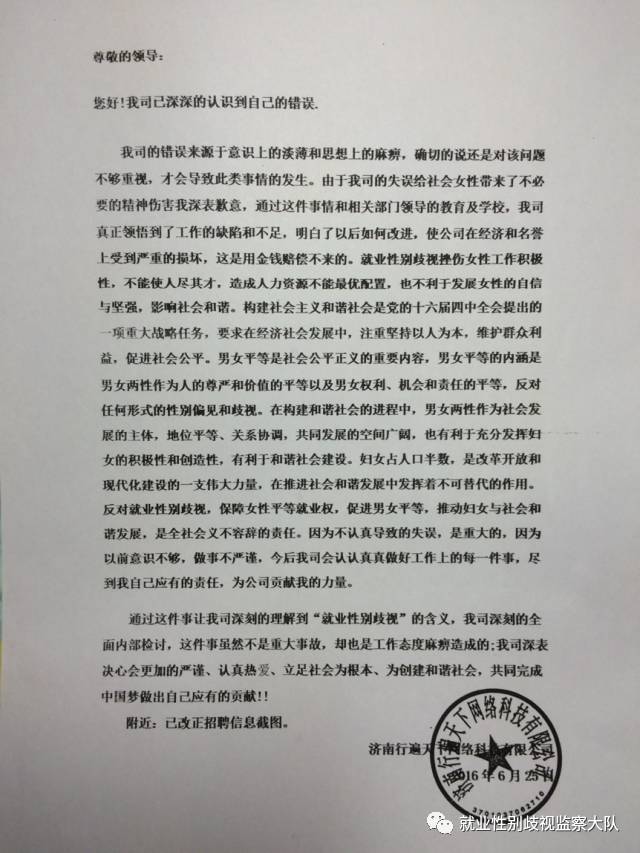 尊敬的领导:
您好!我司已深深的认识到自己的错误.
我司的错误来源于意识上的淡薄和思想上的麻痹，确切的说还是对该问题
不够重视，才会导致此类事情的发生。由于我司的失误给社会女性带来了不必
要的精神伤害我深表歉意，通过这件事情和相关部门领导的教育及学校，我司
真正领悟到了工作的缺陷和不足，明白了以后如何改进，使公司在经济和名誉
上受到严重的损坏，这是用金钱赔偿不来的。就业性别歧视挫伤女性工作积极
性，不能使人尽其才，造成人力资源不能最优配置，也不利于发展女性的自信
与坚强，影响社会和谐。构建社会主义和谐社会是党的十六届四中全会提出的
一项重大战略任务，要求在经济社会发展中，注重坚持以人为本，维护群众利
益，促进社会公平。男女平等是社会公平正义的重要内容，男女平等的内涵是
男女两性作为人的尊严和价值的平等以及男女权利、机会和责任的平等，反对
任何形式的性别偏见和歧视。在构建和谐社会的进程中，男女两性作为社会发
展的主体，地位平等、关系协调，共同发展的空间广阔，也有利于充分发挥妇
女的积极性和创造性，有利于和谐社会建设。妇女占人口半数，是改革开放和
现代化建设的一支伟大力量，在推进社会和谐发展中发挥着不可替代的作用。
反对就业性别歧视，保障女性平等就业权，促进男女平等，推动妇女与社会和
谐发展，是全社会义不容辞的责任。因为不认真导致的失误，是重大的，因为
以前意识不够，做事不严谨，今后我司会认认真真做好工作上的每一件事，尽
到我自己应有的责任，为公司贡献我的力量。
通过这件事让我司深刻的理解到“就业性别歧视”的含义，我司深刻的全
面内部检讨，这件事虽然不是重大事故，却也是工作态度麻痹造成的;我司深表
决心会更加的严谨、认真热爱、立足社会为根本、为创建和谐社会，共同完成
中国梦做出自己应有的贡献!!
附近: 已改正招聘信息截图。
济南行遍天下网络科技有限公司
2016年6月25日
济南行遍天下网络科技有限公司
3701037082710
就业性别歧视监察大队